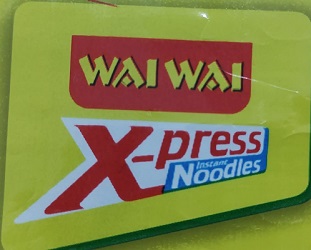 WAI WAI
X-press
Instant
Noodles